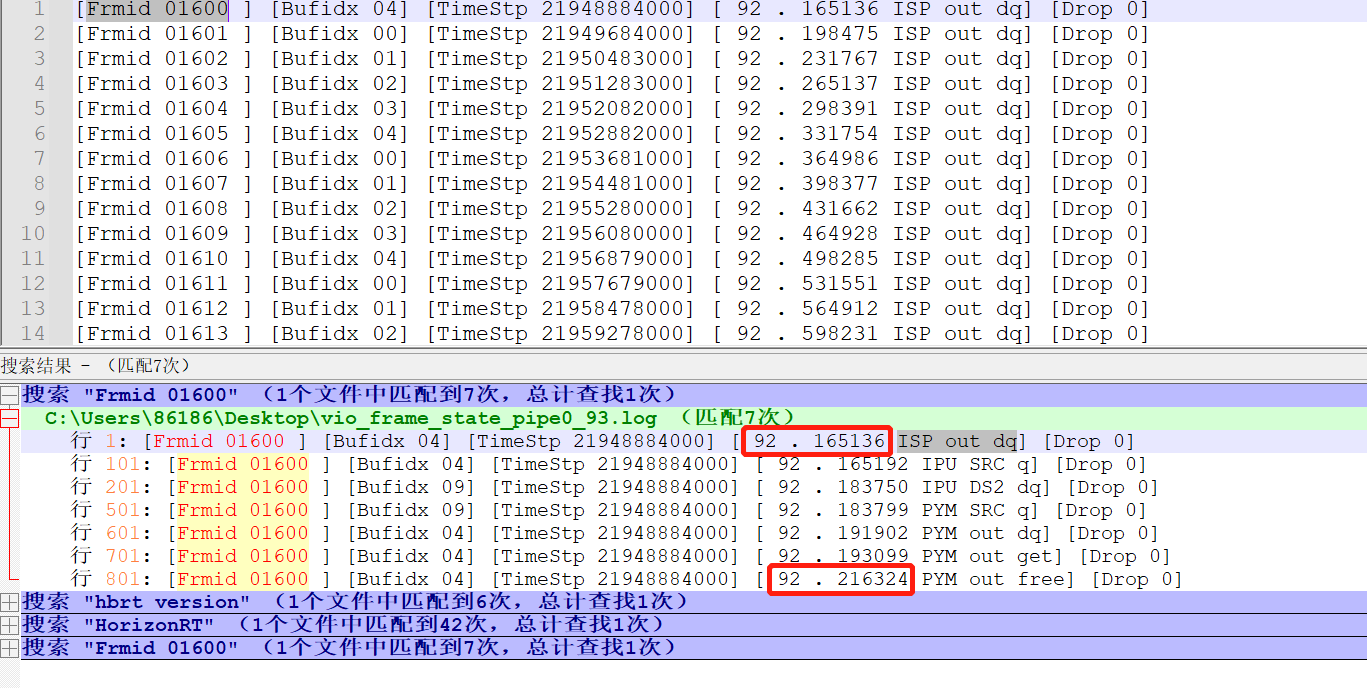 1 [Frmid 01600 ] [Bufidx 04] [TimeStp 21948884000] [ 92 . 165136 ISP out dq] [Drop 0]
2 [Frmid 01601 ] [Bufidx 00] [TimeStp 21949684000] [ 92 . 198475 ISP out dq] [Drop 0]
3 [Frmid 01602 ] [Bufidx 01] [TimeStp 21950483000] [ 92 . 231767 ISP out dq] [Drop 0]
4 [Frmid 01603 ] [Bufidx 02] [TimeStp 21951283000] [ 92 . 265137 ISP out dq] [Drop 0]
5 [Frmid 01604 ] [Bufidx 03] [TimeStp 21952082000] [ 92 . 298391 ISP out dq] [Drop 0]
6 [Frmid 01605 ] [Bufidx 04] [TimeStp 21952882000] [ 92 . 331754 ISP out dq] [Drop 0]
7 [Frmid 01606 ] [Bufidx 00] [TimeStp 21953681000] [ 92 . 364986 ISP out dq] [Drop 0]
8 [Frmid 01607 ] [Bufidx 01] [TimeStp 21954481000] [ 92 . 398377 ISP out dq] [Drop 0]
9 [Frmid 01608 ] [Bufidx 02] [TimeStp 21955280000] [ 92 . 431662 ISP out dq] [Drop 0]
10 [Frmid 01609 ] [Bufidx 03] [TimeStp 21956080000] [ 92 . 464928 ISP out dq] [Drop 0]
11 [Frmid 01610 ] [Bufidx 04] [TimeStp 21956879000] [ 92 . 498285 ISP out dq] [Drop 0]
12 [Frmid 01611 ] [Bufidx 00] [TimeStp 21957679000] [ 92 . 531551 ISP out dq] [Drop 0]
13 [Frmid 01612 ] [Bufidx 01] [TimeStp 21958478000] [ 92 . 564912 ISP out dq] [Drop 0]
14 [Frmid 01613 ] [Bufidx 02] [TimeStp 21959278000] [ 92 . 598231 ISP out dq] [Drop 0]
搜索结果 - （匹配7次）
搜索 "Frmid 01600" （1个文件中匹配到7次，总计查找1次）
C:\Users\86186\Desktop\vio_frame_state_pipe0_93.log （匹配7次）
行 1: [Frmid 01600 ] [Bufidx 04] [TimeStp 21948884000] [ 92 . 165136 ISP out dq] [Drop 0]
行 101: [Frmid 01600 ] [Bufidx 04] [TimeStp 21948884000] [ 92 . 165192 IPU SRC q] [Drop 0]
行 201: [Frmid 01600 ] [Bufidx 09] [TimeStp 21948884000] [ 92 . 183750 IPU DS2 dq] [Drop 0]
行 501: [Frmid 01600 ] [Bufidx 09] [TimeStp 21948884000] [ 92 . 183799 PYM SRC q] [Drop 0]
行 601: [Frmid 01600 ] [Bufidx 04] [TimeStp 21948884000] [ 92 . 191902 PYM out dq] [Drop 0]
行 701: [Frmid 01600 ] [Bufidx 04] [TimeStp 21948884000] [ 92 . 193099 PYM out get] [Drop 0]
行 801: [Frmid 01600 ] [Bufidx 04] [TimeStp 21948884000] [ 92 . 216324 PYM out free] [Drop 0]
搜索 "hbrt version" （1个文件中匹配到6次，总计查找1次）
搜索 "HorizonRT" （1个文件中匹配到42次，总计查找1次）
搜索 "Frmid 01600" （1个文件中匹配到7次，总计查找1次）